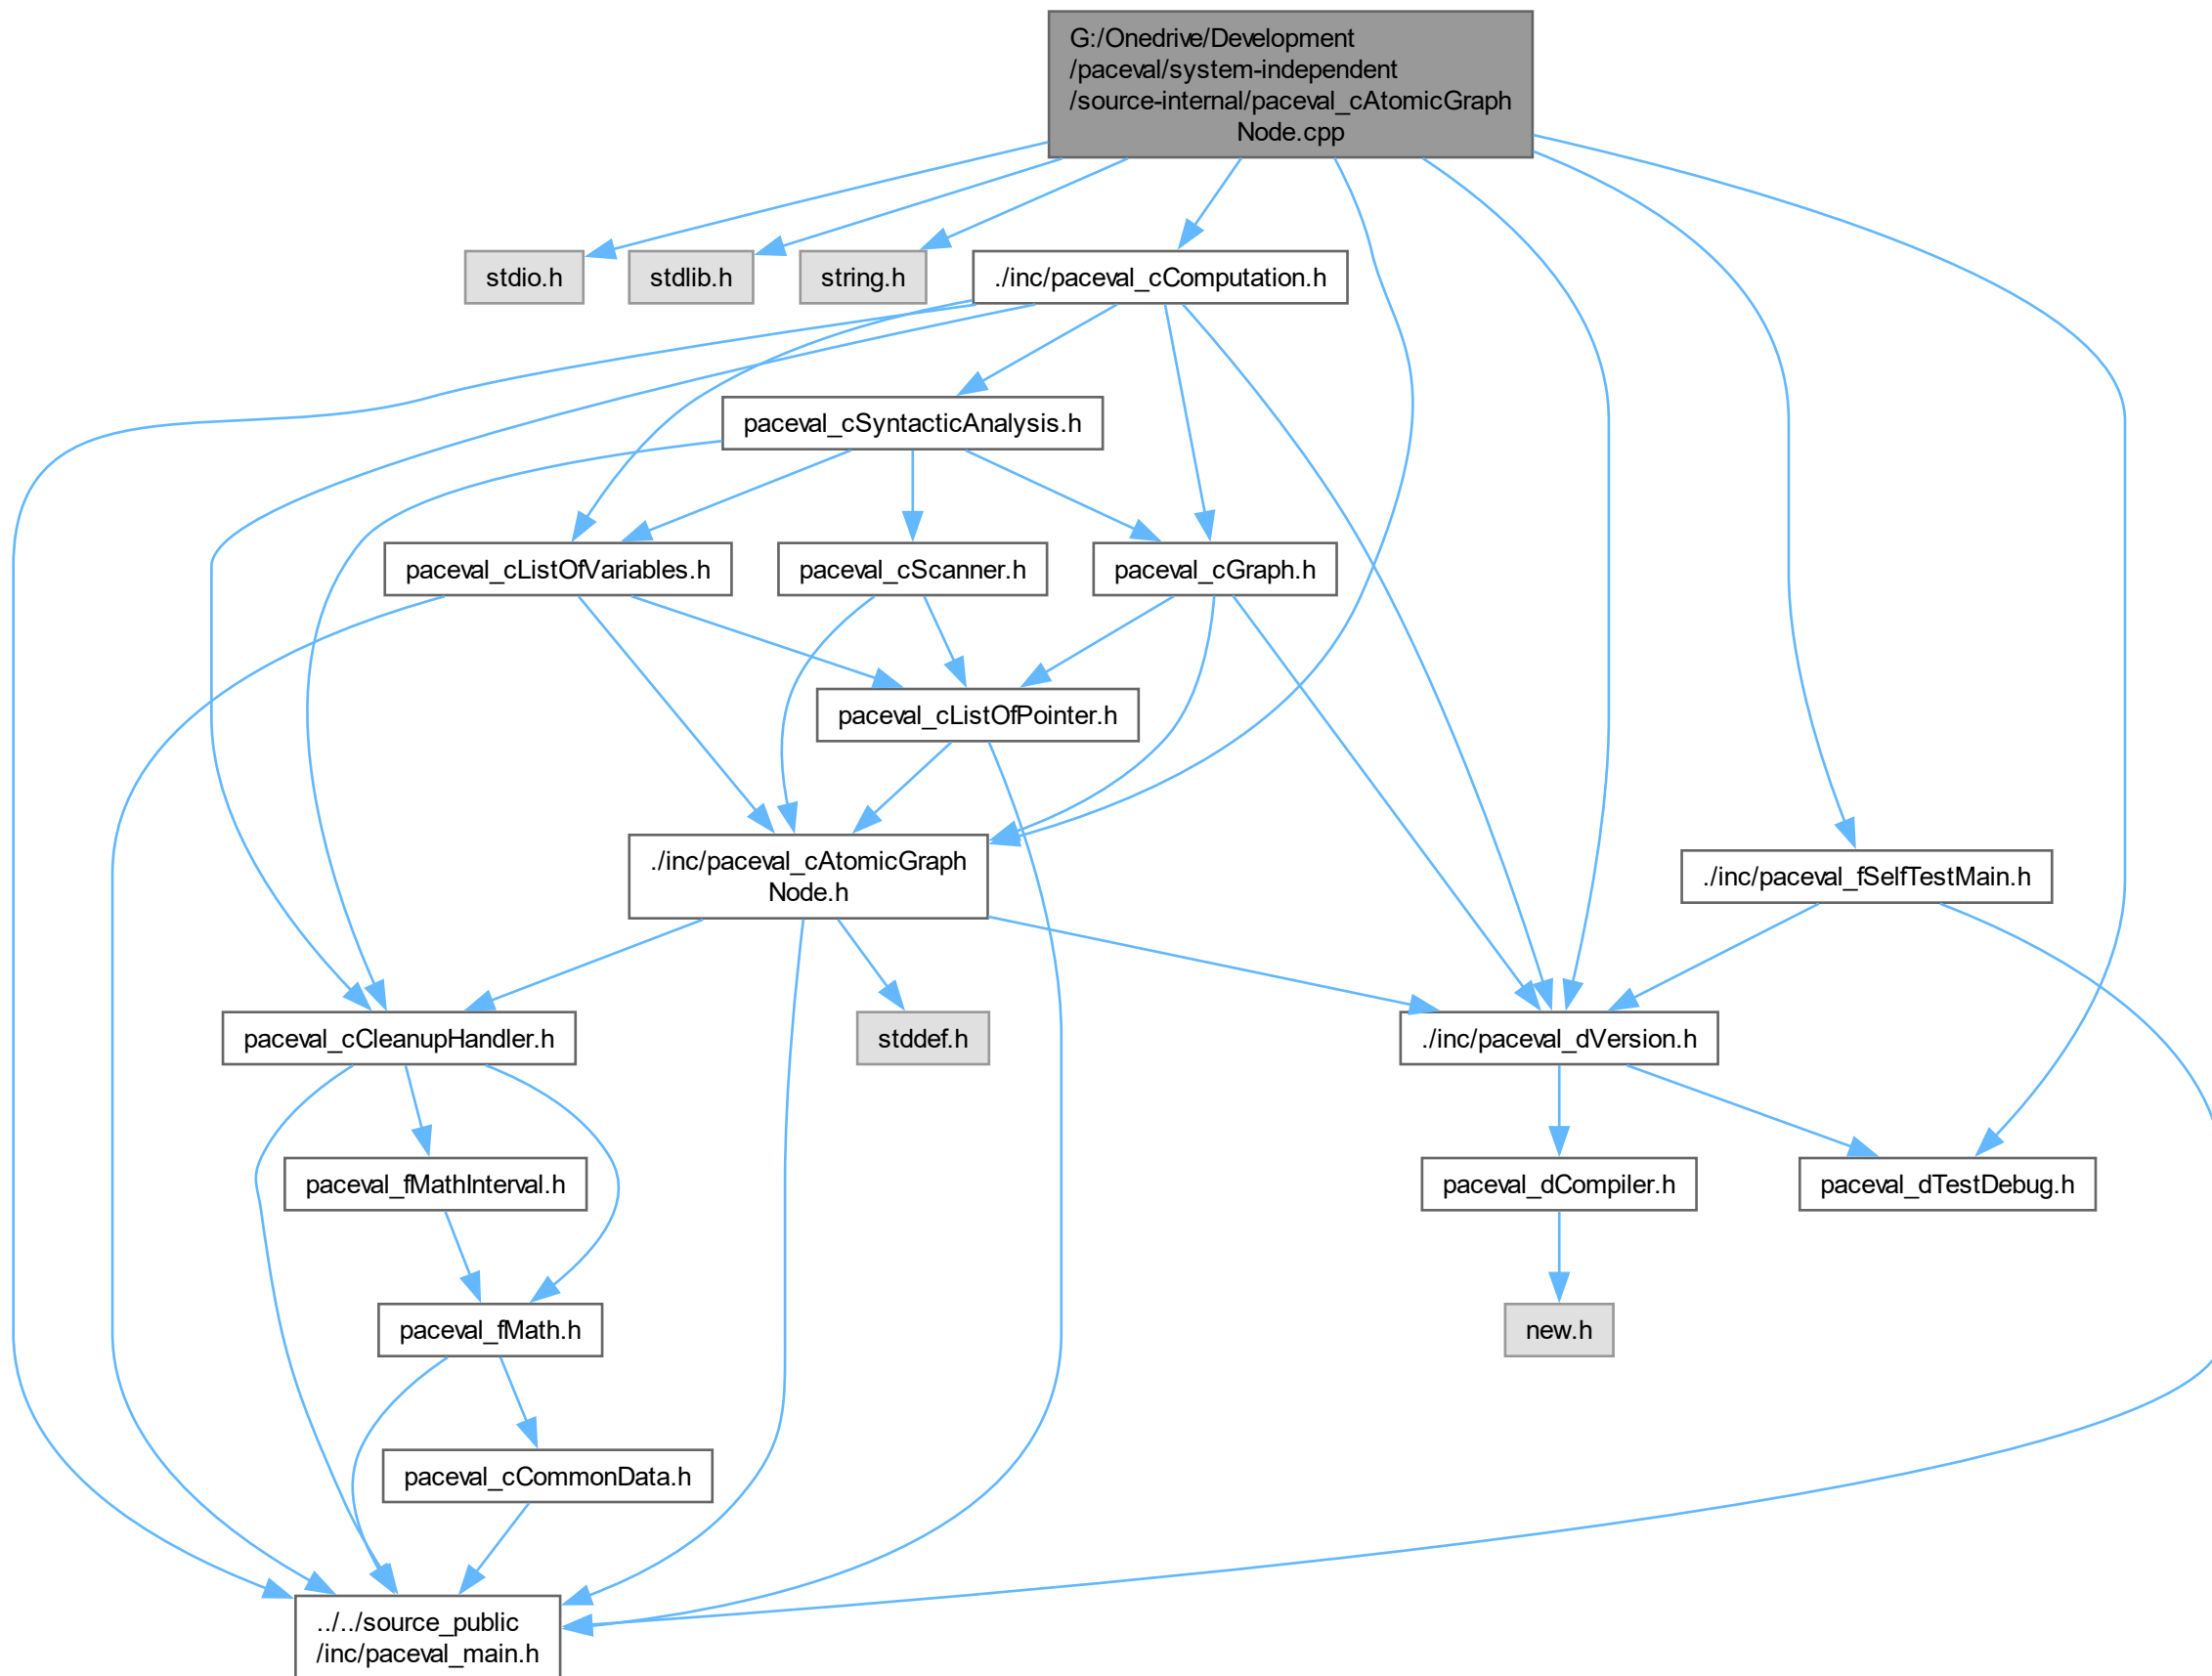 G:/Onedrive/Development
/paceval/system-independent
/source-internal/paceval_cAtomicGraph
Node.cpp
stdio.h
stdlib.h
string.h
./inc/paceval_cComputation.h
paceval_cSyntacticAnalysis.h
paceval_cListOfVariables.h
paceval_cScanner.h
paceval_cGraph.h
paceval_cListOfPointer.h
./inc/paceval_cAtomicGraph
Node.h
./inc/paceval_fSelfTestMain.h
paceval_cCleanupHandler.h
stddef.h
./inc/paceval_dVersion.h
paceval_fMathInterval.h
paceval_dCompiler.h
paceval_dTestDebug.h
paceval_fMath.h
new.h
paceval_cCommonData.h
../../source_public
/inc/paceval_main.h